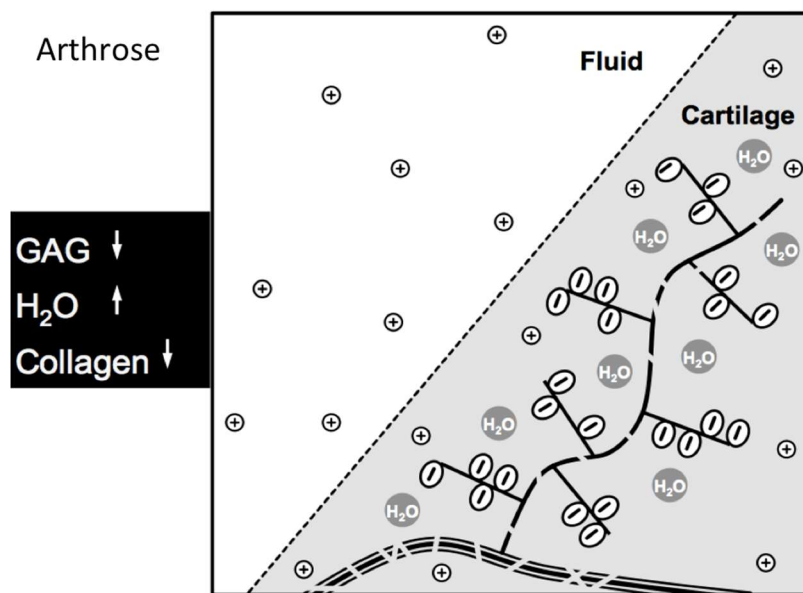 Arthrose
GAG ↓
H₂O ↑
Collagen ↓
Fluid
Cartilage
H₂O
H₂O
H₂O
H₂O
H₂O
H₂O
H₂O
H₂O